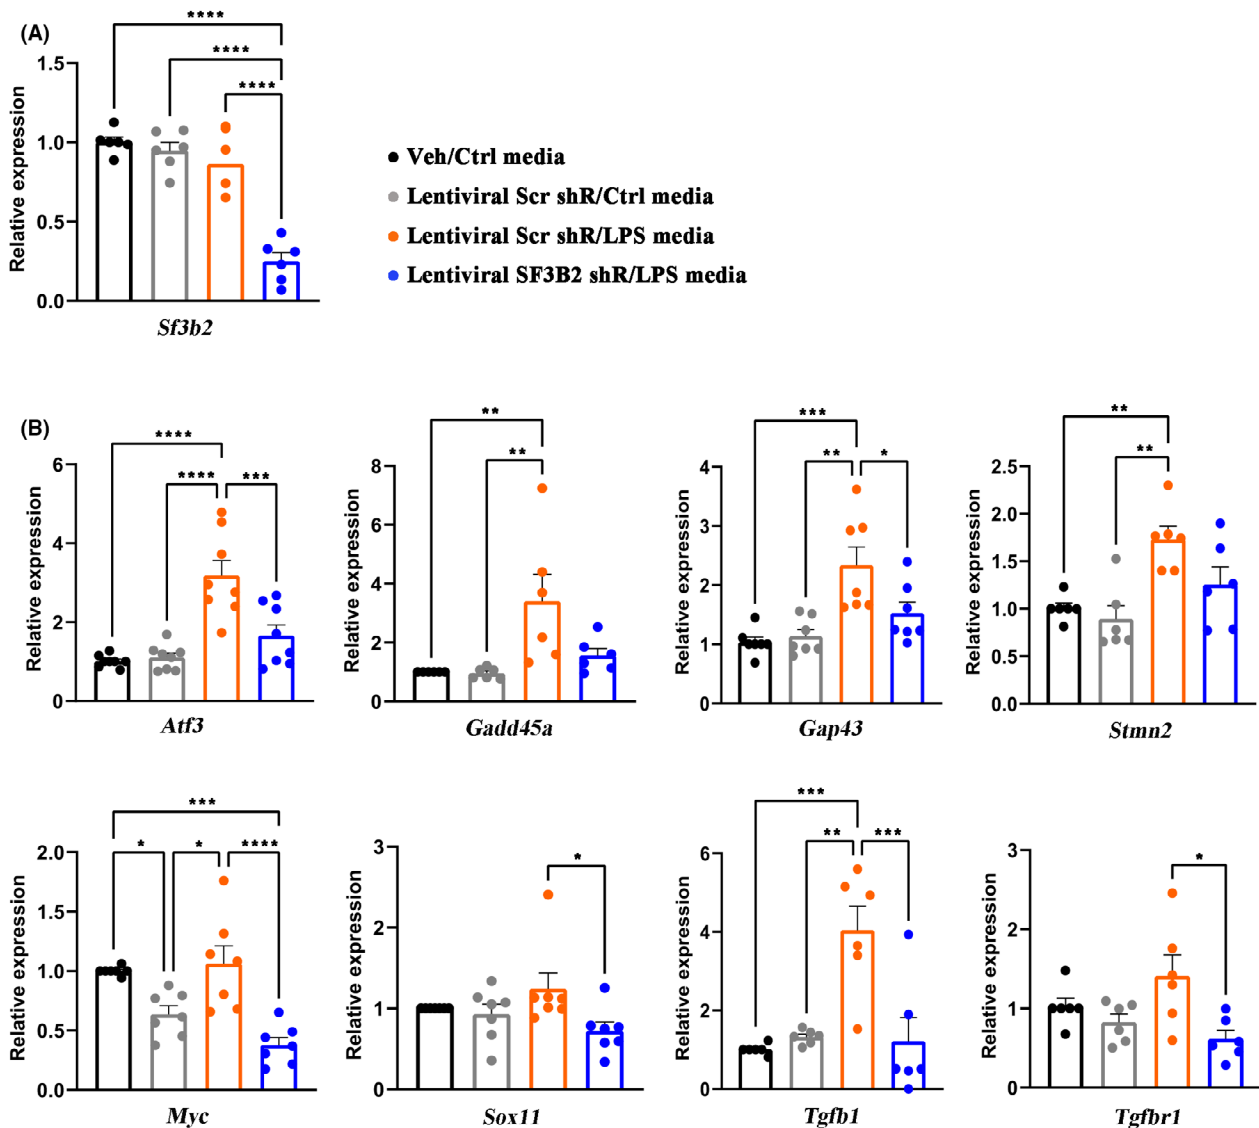 (A)
****
****
****
Relative expression
1.5
1.0
0.5
0.0
Sf3b2
Veh/Ctrl media
Lentiviral Scr shR/Ctrl media
Lentiviral Scr shR/LPS media
Lentiviral SF3B2 shR/LPS media
(B)
****
****
***
Relative expression
6
4
2
0
Atf3
**
**
Relative expression
8
6
4
2
0
Gadd45a
***
**
*
Relative expression
4
3
2
1
0
Gap43
**
**
Relative expression
2.5
2.0
1.5
1.0
0.5
0.0
Stmn2
***
*
*
****
Relative expression
2.0
1.5
1.0
0.5
0.0
Myc
*
Relative expression
3
2
1
0
Sox11
***
**
***
Relative expression
6
4
2
0
Tgfb1
*
Relative expression
3
2
1
0
Tgfbr1